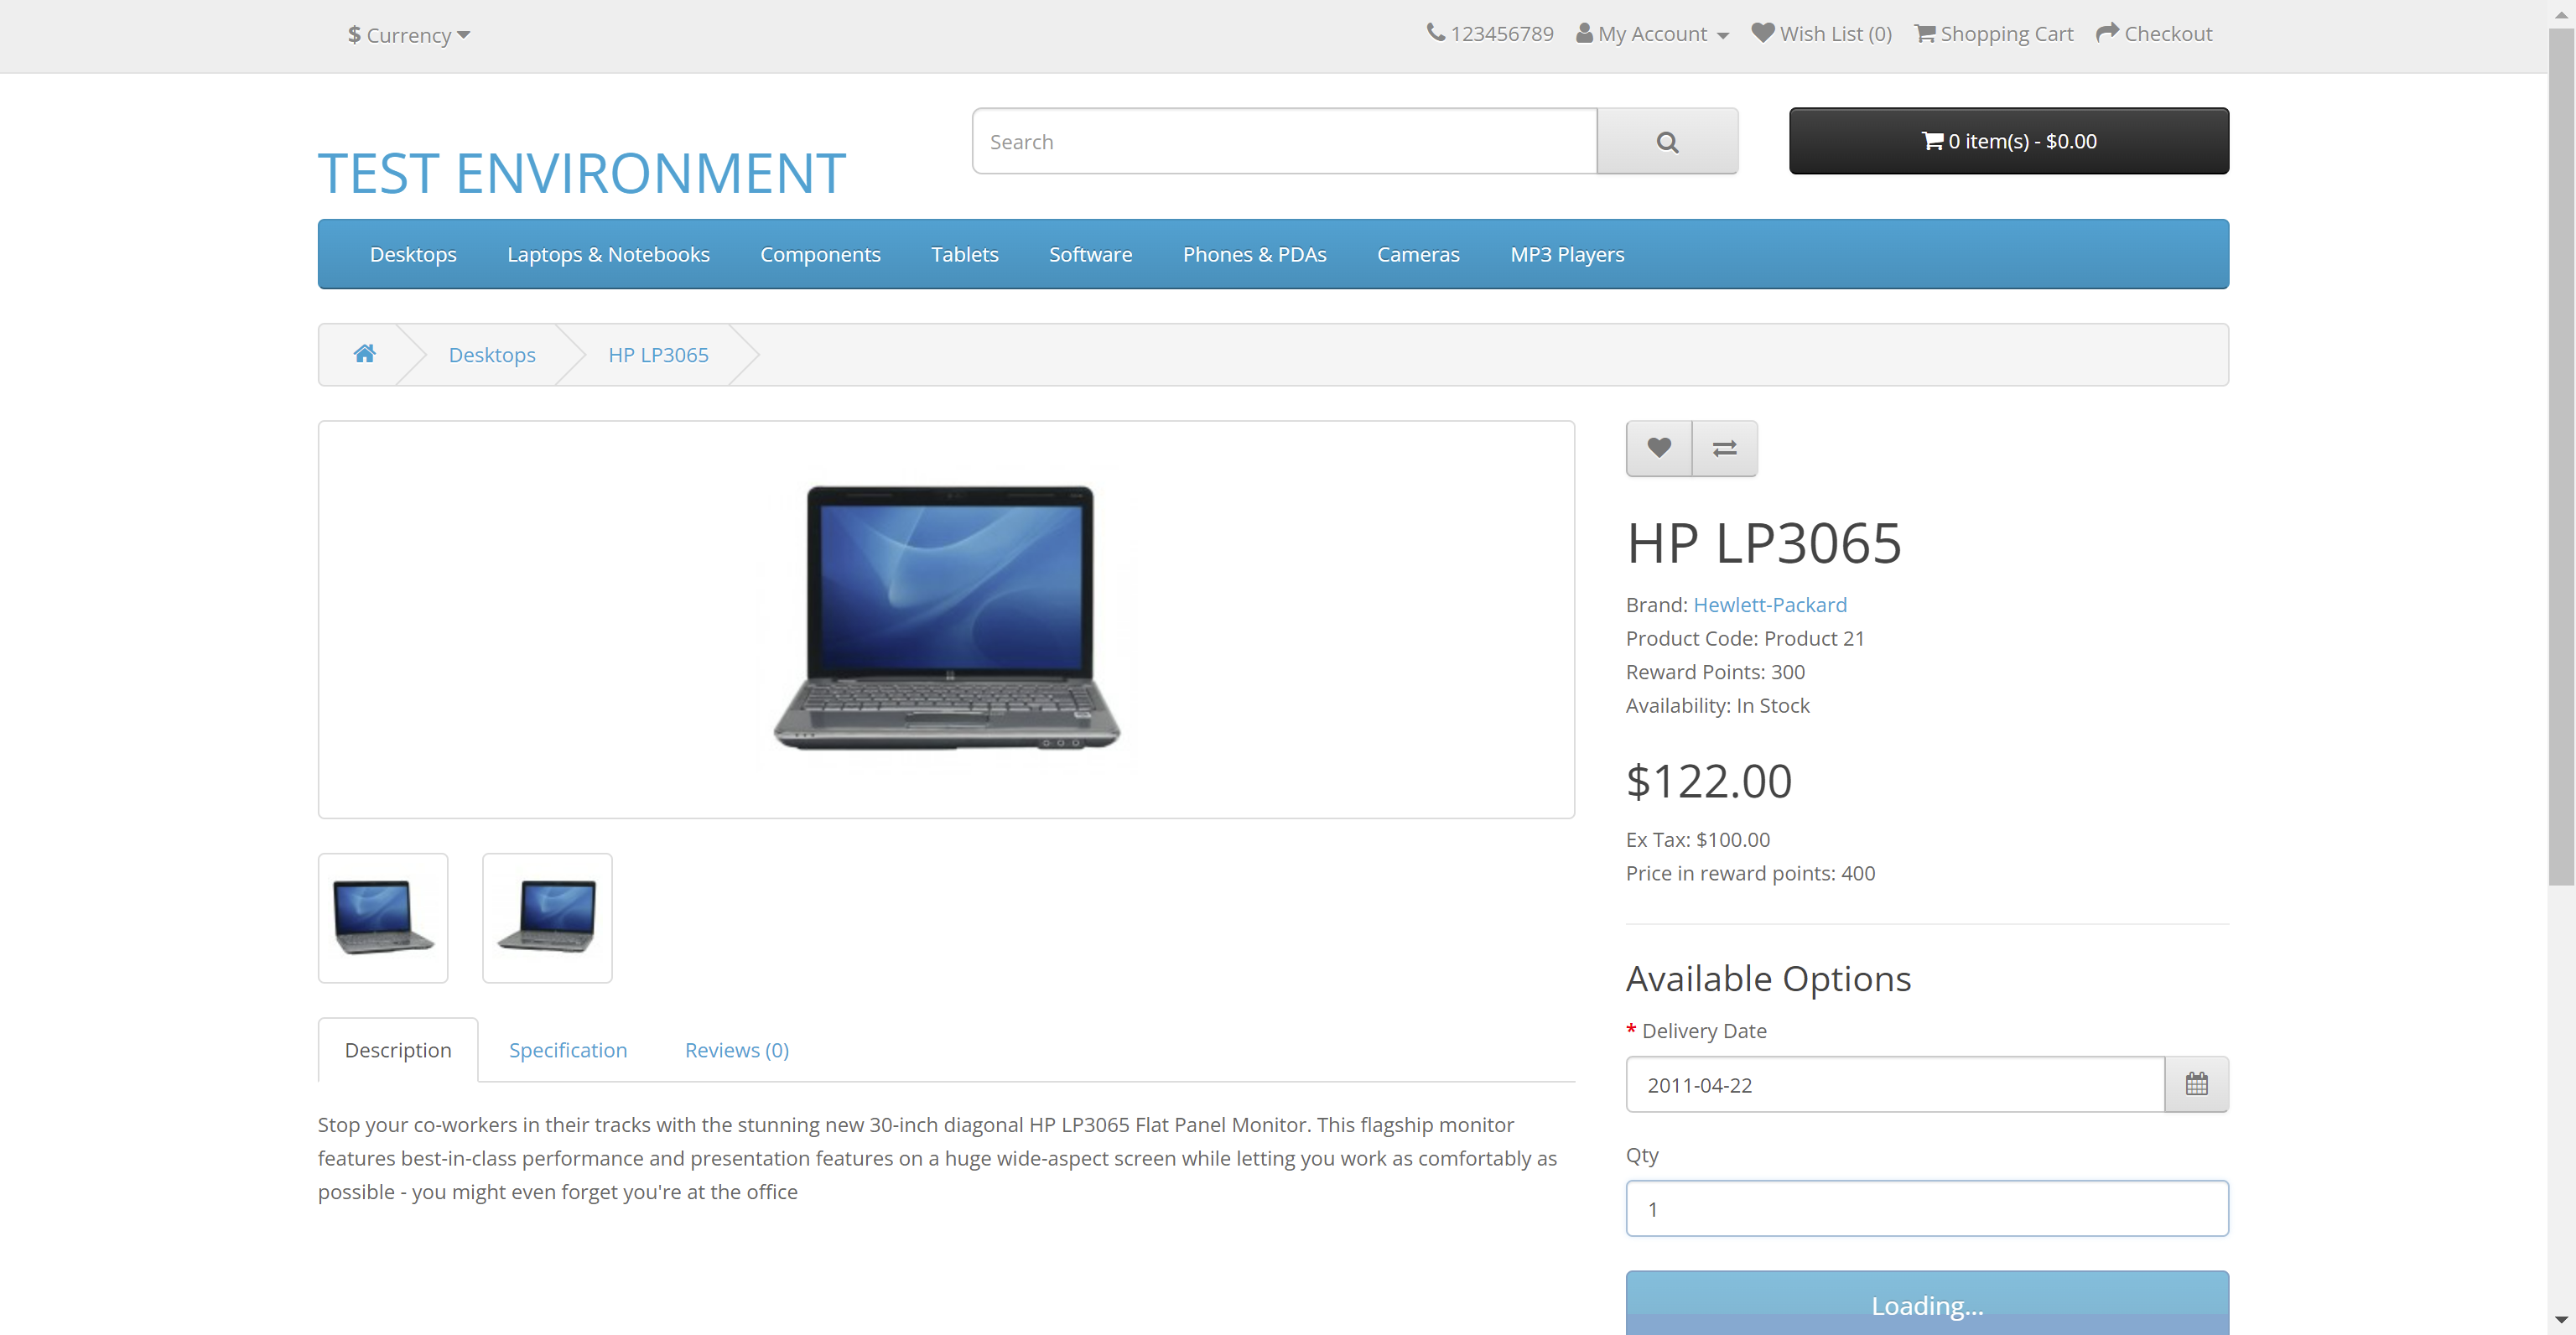 $ Currency
123456789 My Account Wish List (0) Shopping Cart Checkout
TEST ENVIRONMENT
Search
0 item(s) - $0.00
Desktops Laptops & Notebooks Components Tablets Software Phones & PDAs Cameras MP3 Players
Desktops HP LP3065
HP LP3065
Brand: Hewlett-Packard
Product Code: Product 21
Reward Points: 300
Availability: In Stock
$122.00
Ex Tax: $100.00
Price in reward points: 400
Available Options
* Delivery Date
2011-04-22
Qty
1
Loading...
Description Specification Reviews (0)
Stop your co-workers in their tracks with the stunning new 30-inch diagonal HP LP3065 Flat Panel Monitor. This flagship monitor
features best-in-class performance and presentation features on a huge wide-aspect screen while letting you work as comfortably as
possible - you might even forget you're at the office